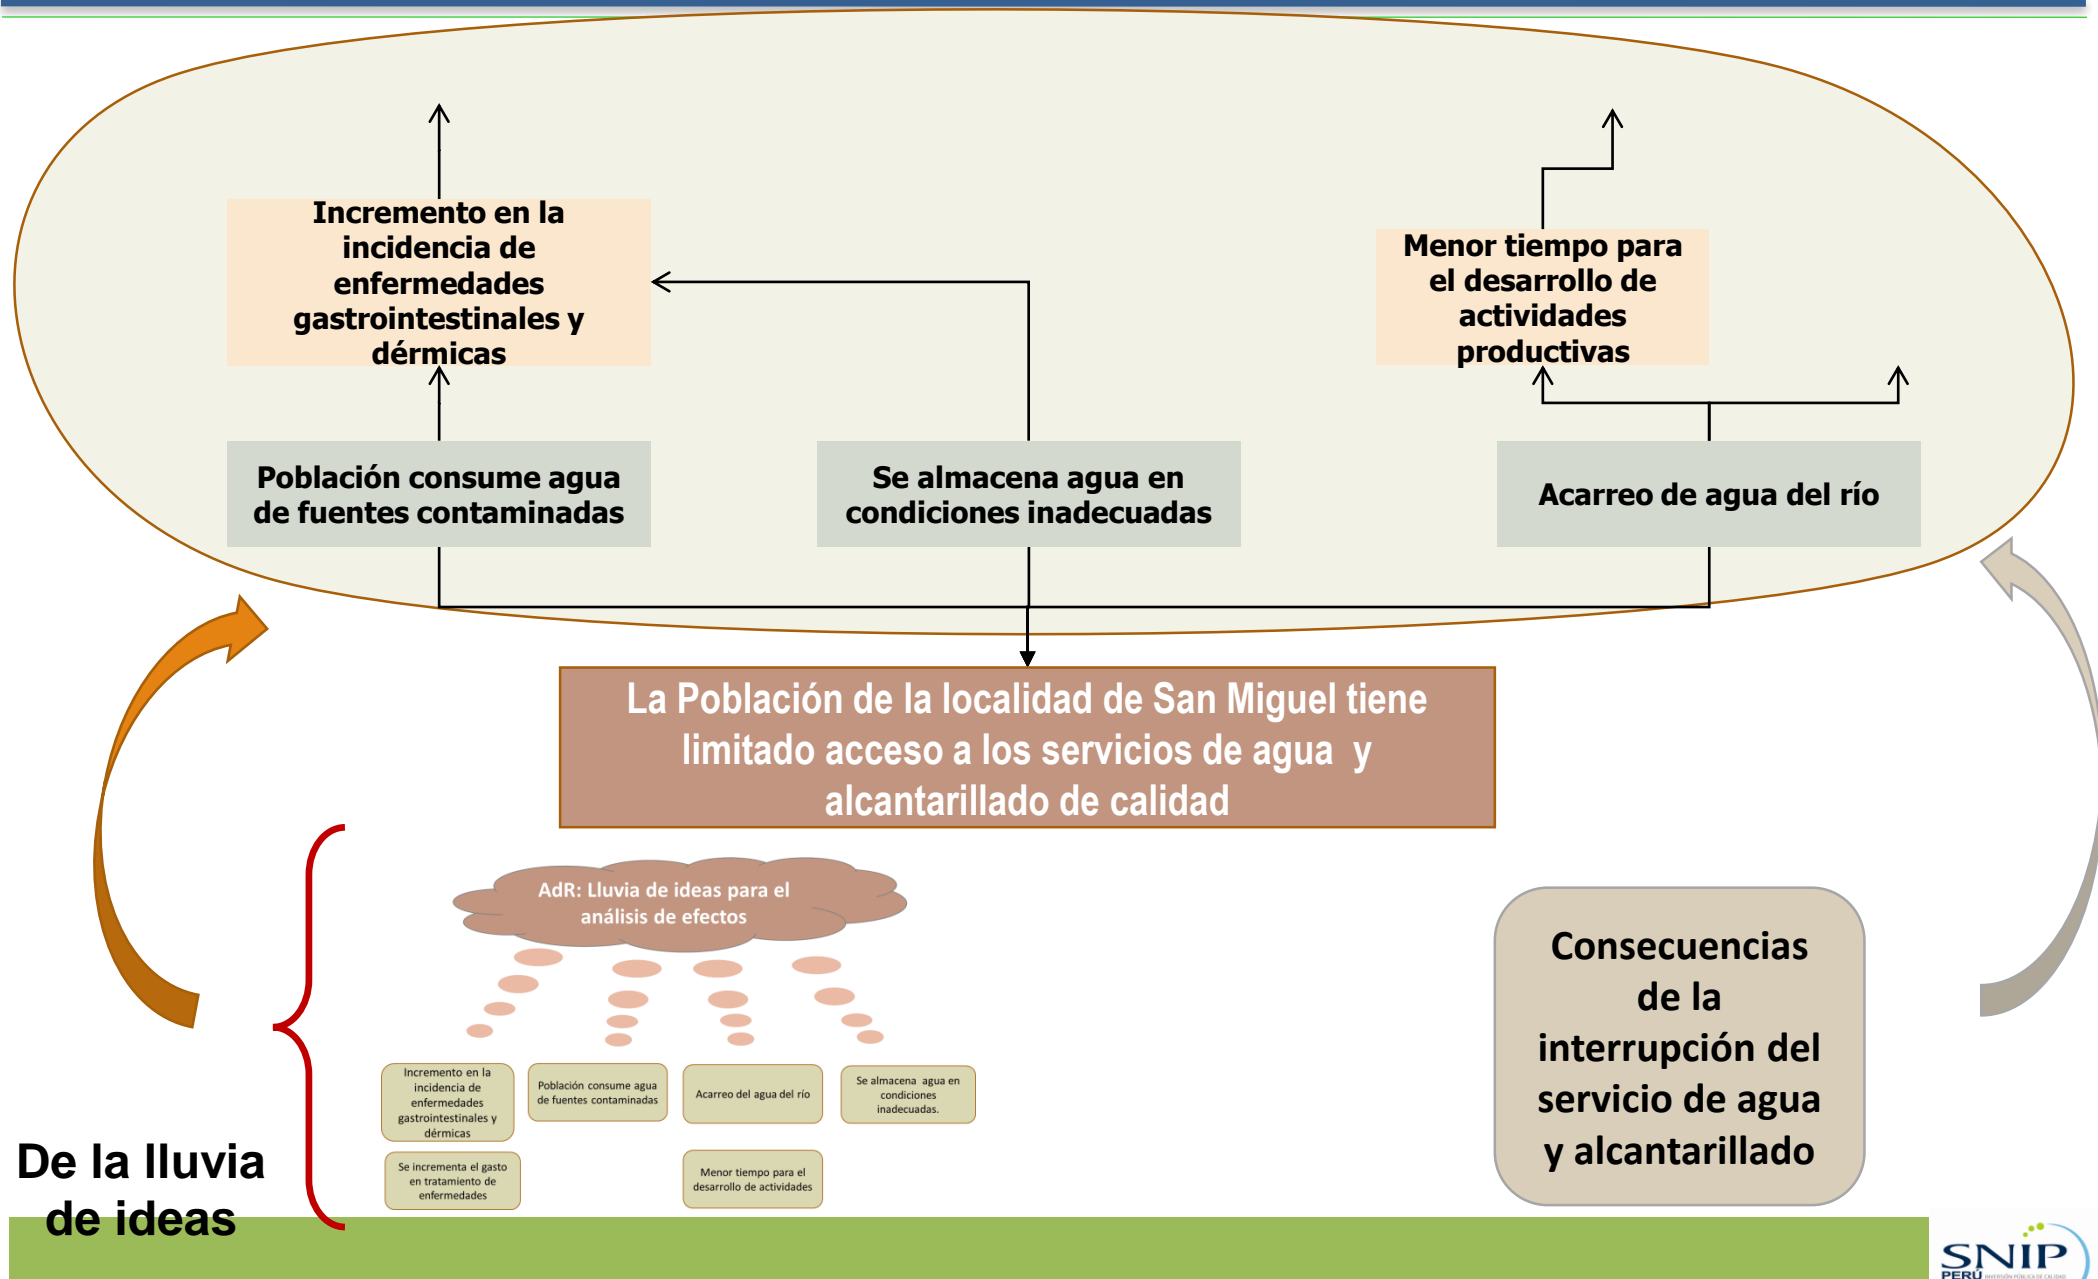 Incremento en la
incidencia de
enfermedades
gastrointestinales y
dérmicas
Menor tiempo para
el desarrollo de
actividades
productivas
Población consume agua
de fuentes contaminadas
Se almacena agua en
condiciones inadecuadas
Acarreo de agua del río
La Población de la localidad de San Miguel tiene
limitado acceso a los servicios de agua y
alcantarillado de calidad
AdR: Lluvia de ideas para el
análisis de efectos
Incremento en la
incidencia de
enfermedades
gastrointestinales y
dérmicas
Población consume agua
de fuentes contaminadas
Acarreo del agua del río
Se almacena agua en
condiciones
inadecuadas.
Se incrementa el gasto
en tratamiento de
enfermedades
Menor tiempo para el
desarrollo de actividades
De la lluvia
de ideas
Consecuencias
de la
interrupción del
servicio de agua
y alcantarillado
SNIP
PERÚ INVERSIÓN PÚBLICA DE CALIDAD